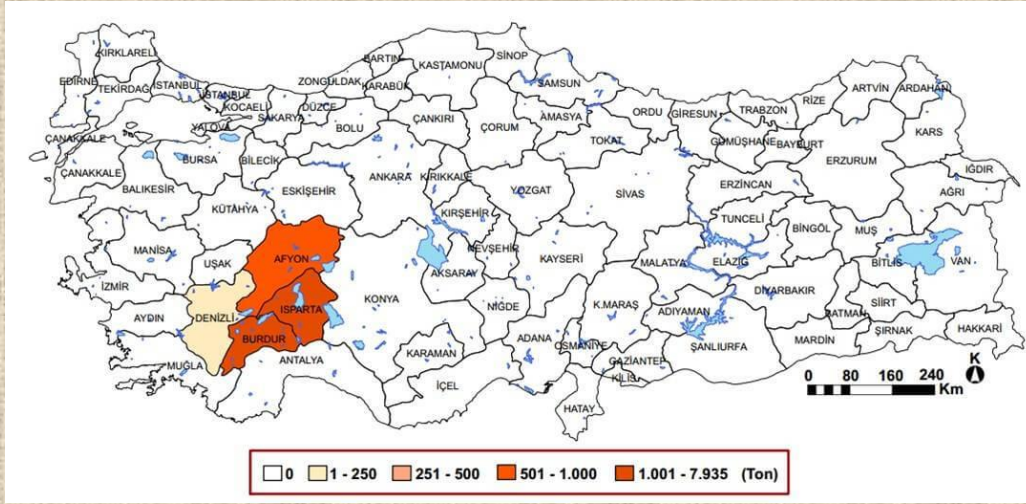 KIRKLARELİ
EDİRNE
TEKİRDAĞ
İSTANBUL
İSTANBUL
KOCAELİ
YALOVA
SAKARYA
DÜZCE
ZONGULDAK
BARTIN
KARABÜK
KASTAMONU
SİNOP
SAMSUN
ÇANAKKALE
ÇANAKKALE
BALIKESİR
BURSA
BİLECİK
BOLU
ÇANKIRI
ÇORUM
AMASYA
TOKAT
ORDU
GİRESUN
TRABZON
RİZE
ARTVİN
ARDAHAN
KARS
GÜMÜŞHANE
BAYBURT
ERZURUM
IĞDIR
AĞRI
KÜTAHYA
ESKİŞEHİR
ANKARA
KIRIKKALE
YOZGAT
SİVAS
ERZİNCAN
TUNCELİ
BİNGÖL
MUŞ
MANİSA
UŞAK
AFYON
KIRŞEHİR
NEVŞEHİR
KAYSERİ
MALATYA
ELAZIĞ
BİTLİS
VAN
İZMİR
AYDIN
DENİZLİ
ISPARTA
BURDUR
KONYA
AKSARAY
NİĞDE
K.MARAŞ
ADIYAMAN
DİYARBAKIR
BATMAN
SİİRT
ŞIRNAK
HAKKARİ
MUĞLA
ANTALYA
KARAMAN
İÇEL
ADANA
OSMANİYE
GAZİANTEP
KİLİS
HATAY
ŞANLIURFA
MARDİN
K
0 80 160 240
Km
0 1 - 250 251 - 500 501 - 1.000 1.001 - 7.935 (Ton)